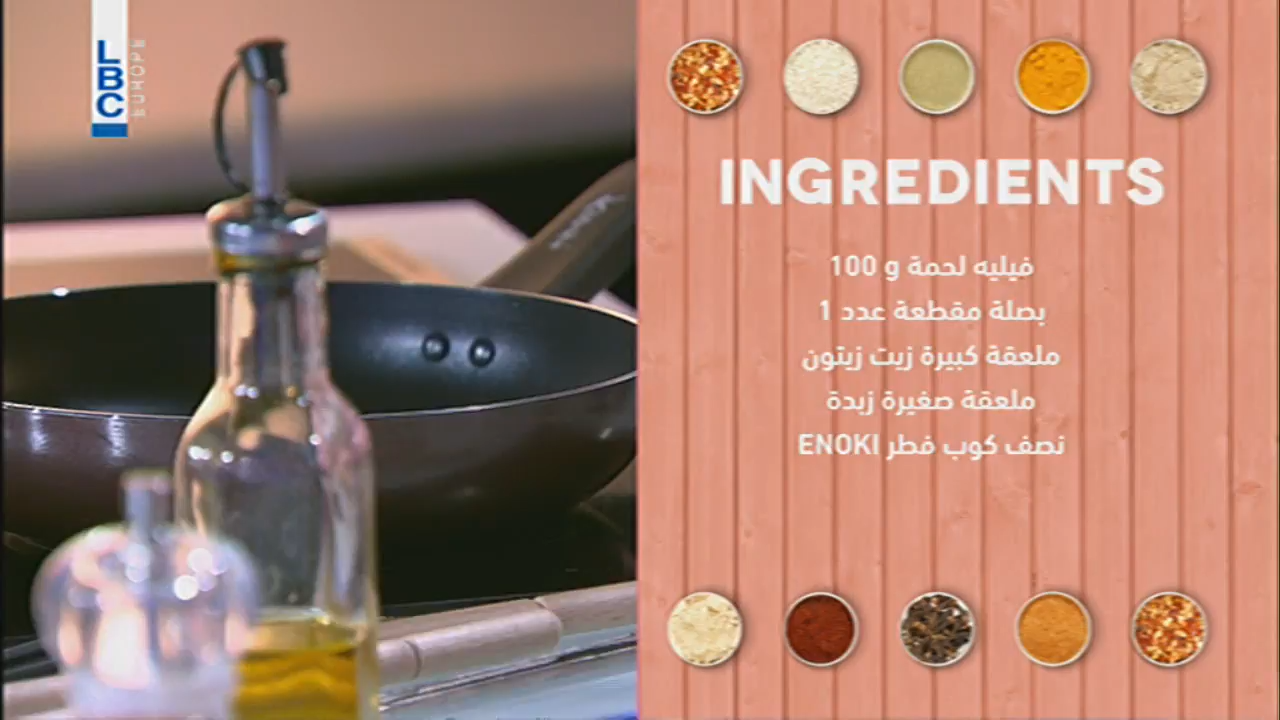 LBC
INGREDIENTS
فيليه لحمة 100 g
بصلة مقطعة عدد 1
ملعقة كبيرة زيت زيتون
ملعقة صغيرة زبدة
نصف كوب فطر ENOKI